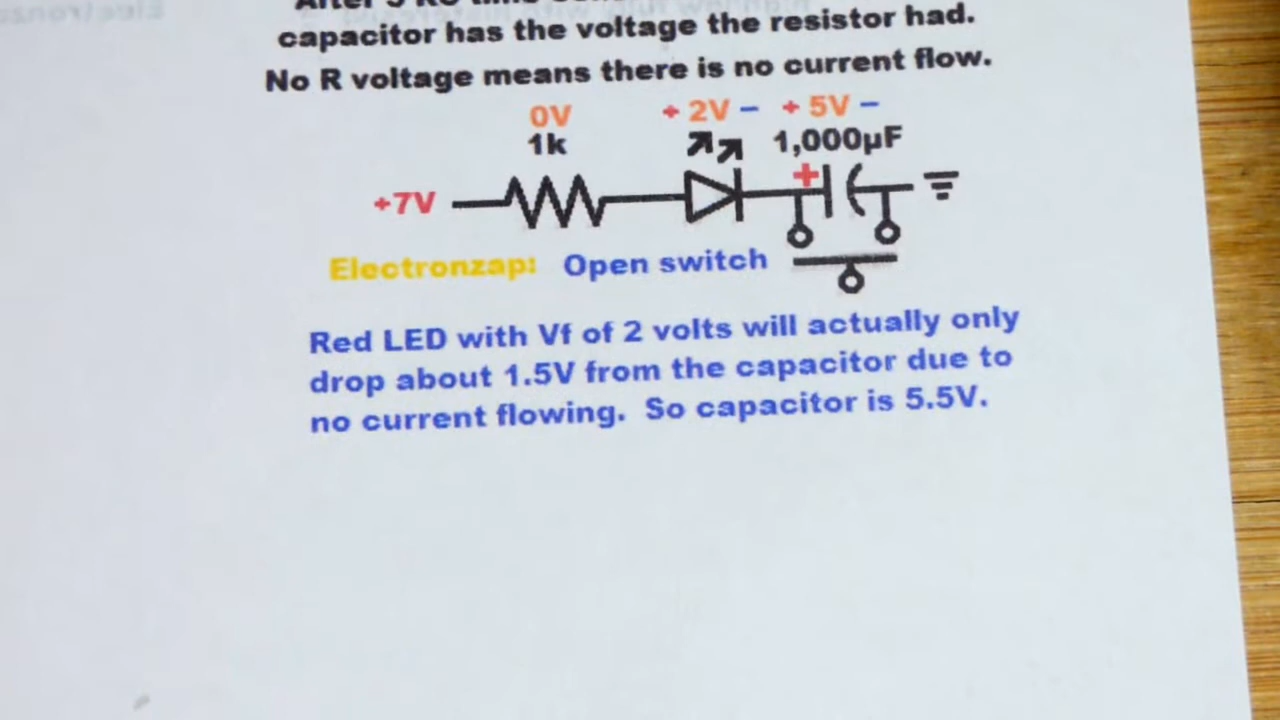 capacitor has the voltage the resistor had.
No R voltage means there is no current flow.
0V + 2V − + 5V −
1k 1,000µF
+
+7V
Electronzap: Open switch
Red LED with Vf of 2 volts will actually only
drop about 1.5V from the capacitor due to
no current flowing. So capacitor is 5.5V.